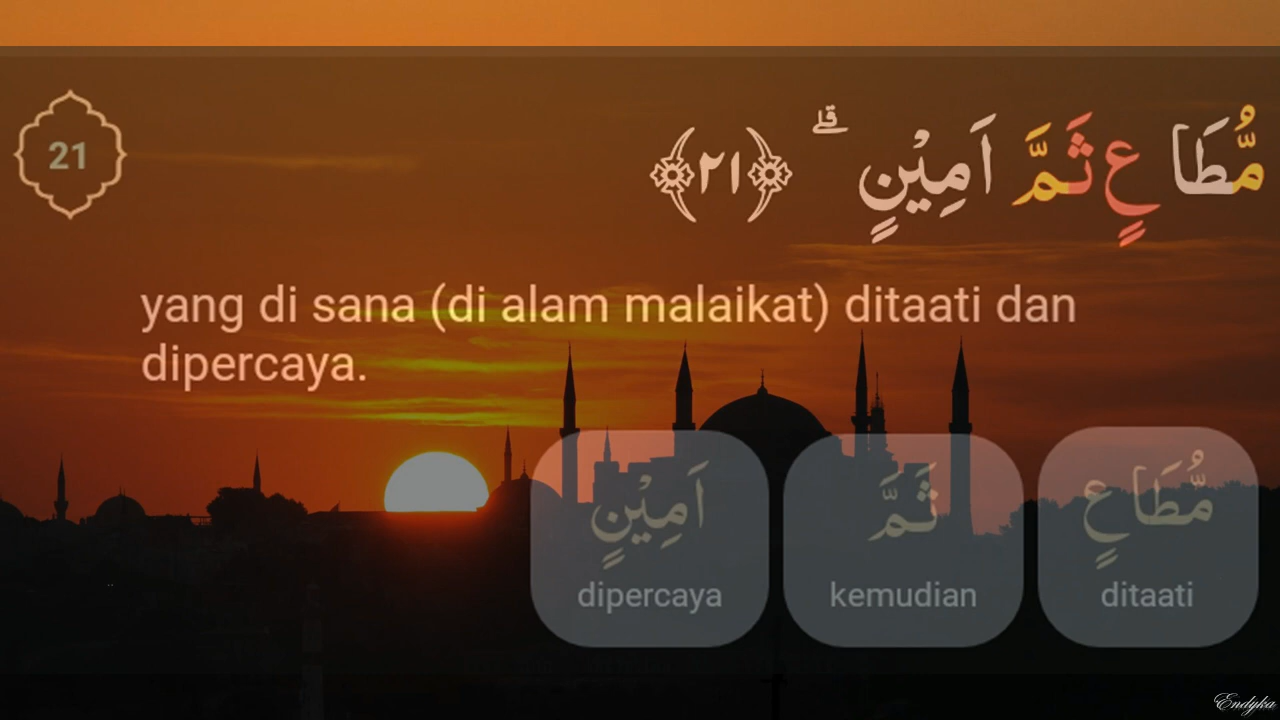 21
مُّطَاعٍ ثَمَّ اَمِيْنٍۗ ﴿٢١﴾
yang di sana (di alam malaikat) ditaati dan
dipercaya.
مُّطَاعٍ
ditaati
ثَمَّ
kemudian
اَمِيْنٍ
dipercaya
Endyka